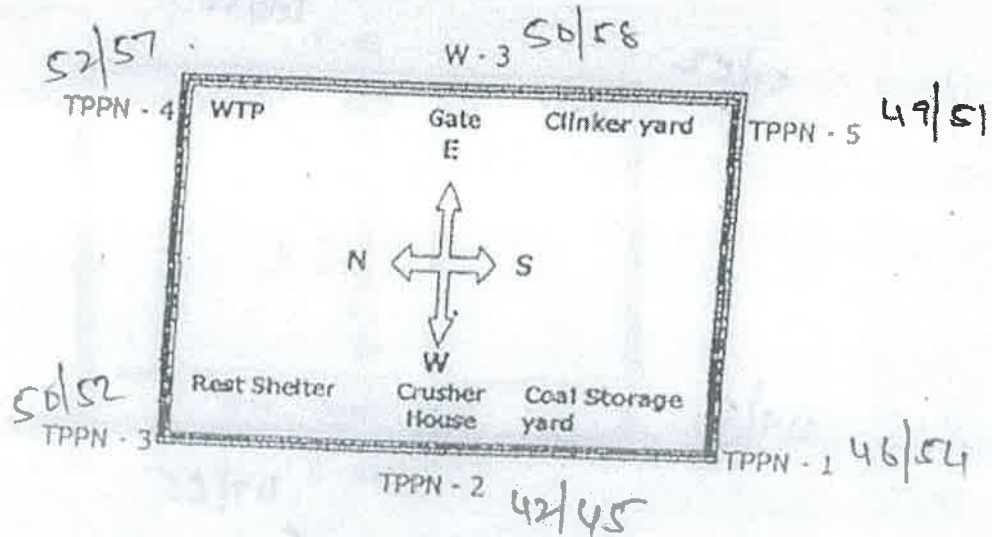 52/57
W - 3 50/58
TPPN - 4
WTP
Gate
Clinker yard
TPPN - 5 49/51
E
N
S
W
Rest Shelter
Crusher House
Coal Storage yard
50/52
TPPN - 3
TPPN - 1 46/54
TPPN - 2 42/45